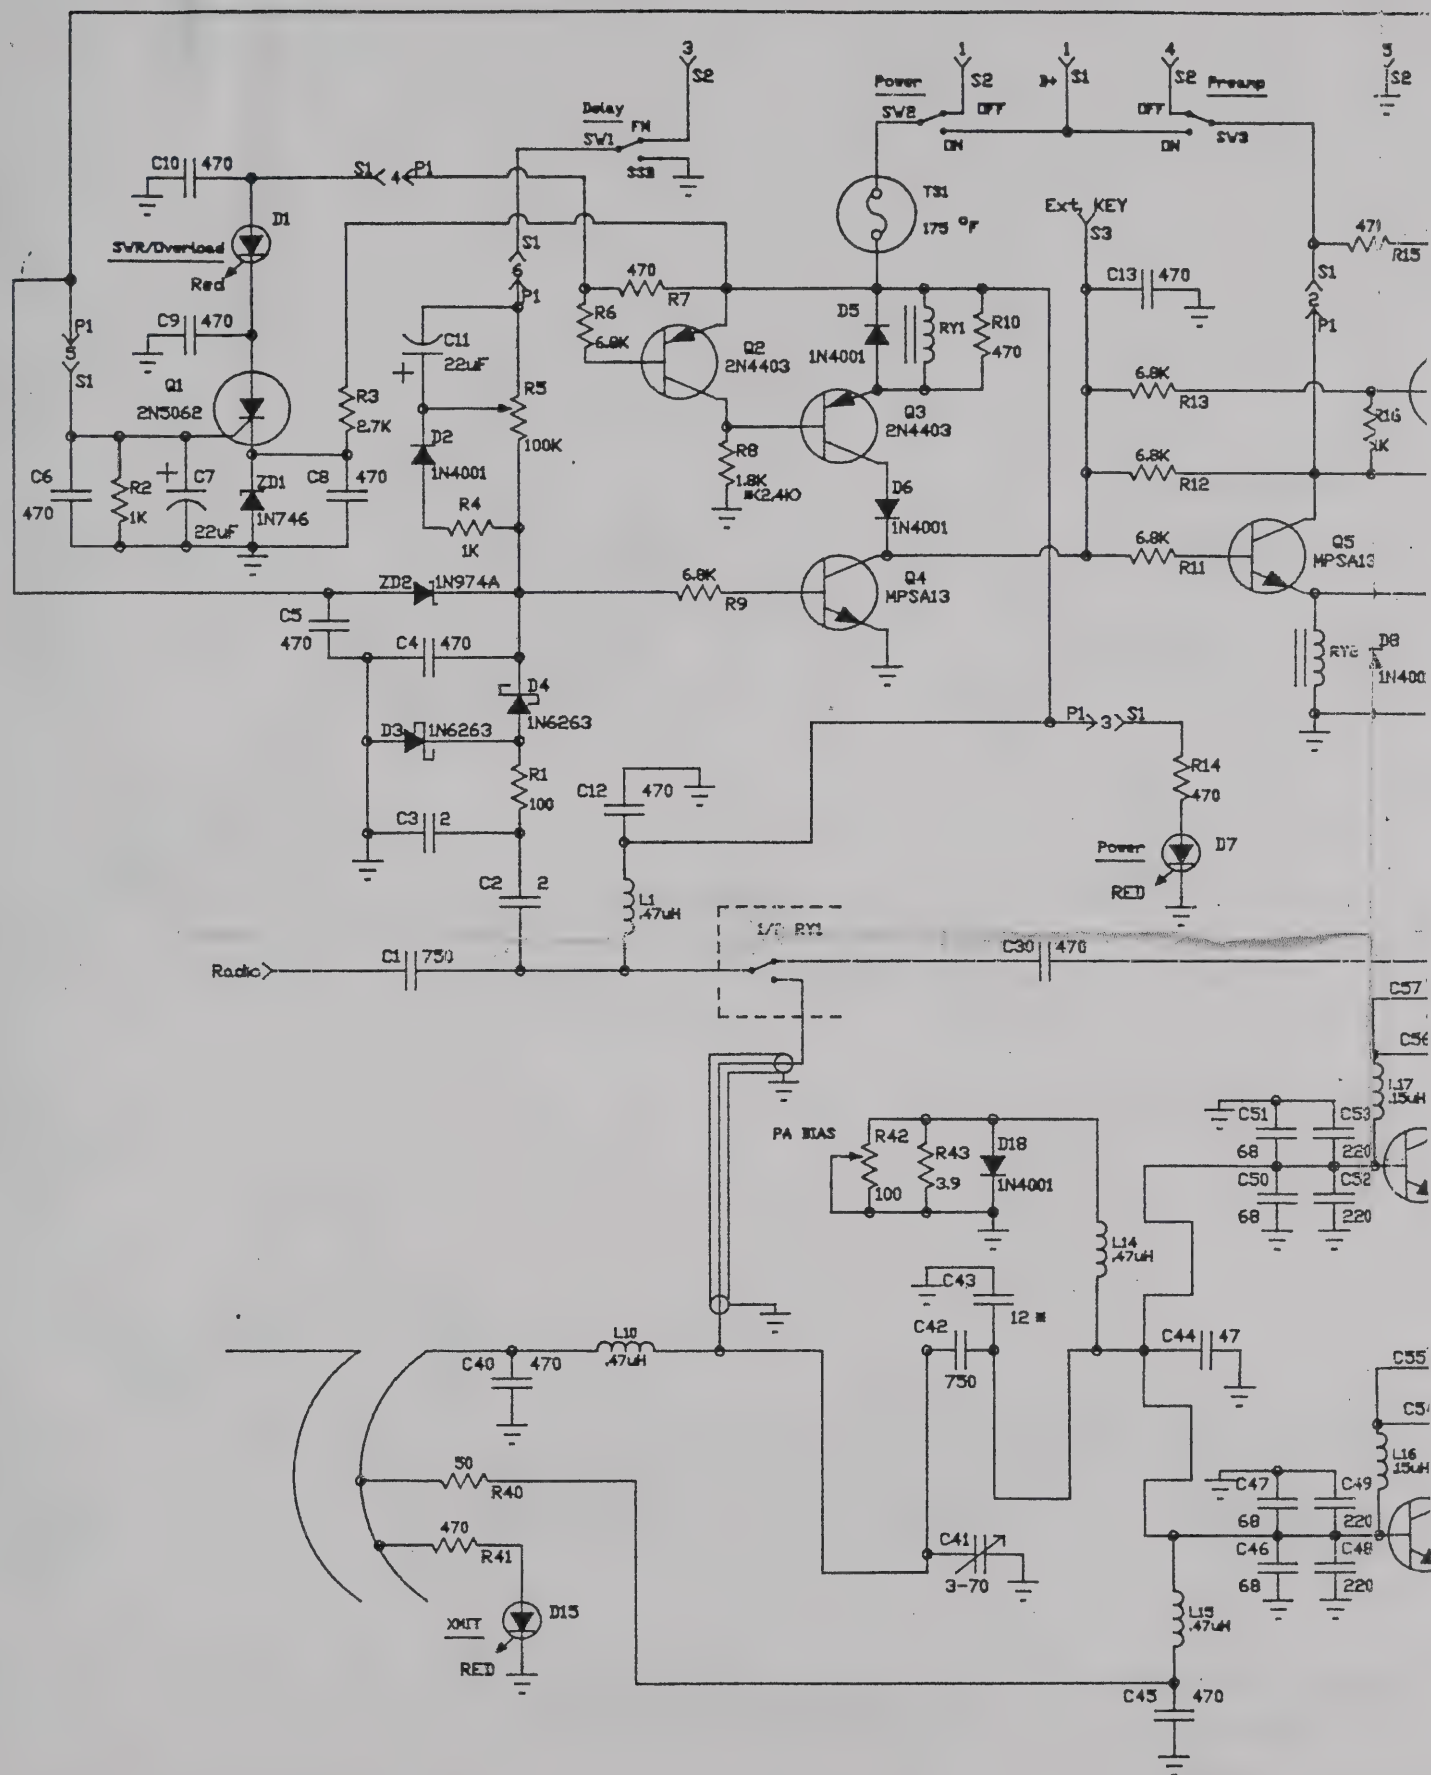 3
S2
1
S2
1
B+
S1
4
S2
5
S2
Power
SW2
OFF
ON
OFF
ON
Preamp
SW3
Delay
SW1
FM
SSB
C10
470
S1
4
P1
D1
SWR/Overload
Red
C9
470
Q1
2N5062
P1
5
S1
S1
6
P1
TS1
175 °F
Ext. KEY
S3
C13
470
471
R15
S1
2
P1
470
R7
R6
6.8K
Q2
2N4403
D5
1N4001
RY1
R10
470
C11
22uF
+
R5
100K
R3
2.7K
D2
1N4001
R4
1K
Q3
2N4403
R8
1.8K
*(2.4K)
D6
1N4001
6.8K
R13
R16
1K
6.8K
R12
6.8K
R11
Q5
MPSA13
C6
470
R2
1K
+
C7
22uF
ZD1
1N746
C8
470
ZD2
1N974A
6.8K
R9
Q4
MPSA13
C5
470
C4
470
D4
1N6263
D3
1N6263
R1
100
C3
2
C2
2
C12
470
L1
.47uH
P1
3
S1
R14
470
Power
D7
RED
RY2
D8
1N400
Radio
C1
750
1/2 RY1
C30
470
C57
C56
L17
.15uH
PA BIAS
R42
100
R43
3.9
D18
1N4001
C51
68
C53
220
C50
68
C52
220
L14
.47uH
C43
12 *
C42
750
C44
47
L10
.47uH
C40
470
50
R40
470
R41
C41
3-70
XMIT
D15
RED
C55
L16
.15uH
C47
68
C49
220
C46
68
C48
220
L15
.47uH
C45
470